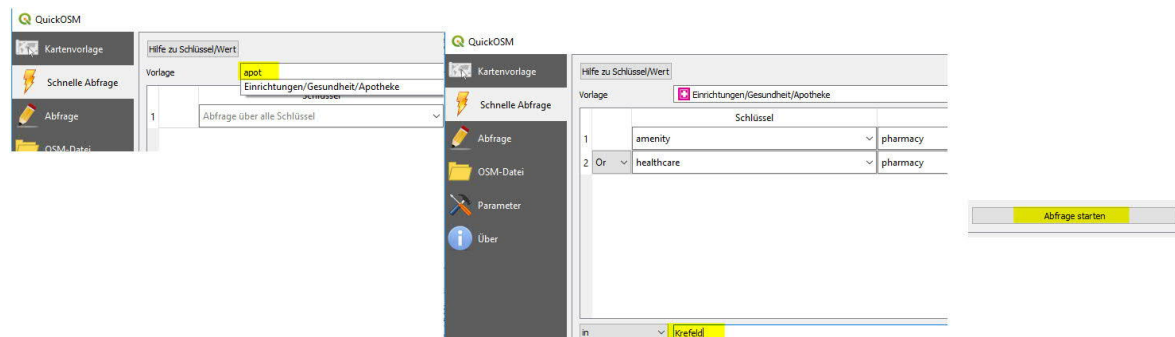 QuickOSM
Kartenvorlage
Schnelle Abfrage
Abfrage
OSM-Datei
Hilfe zu Schlüssel/Wert
Vorlage
apot
Einrichtungen/Gesundheit/Apotheke
Schlüssel
1
Abfrage über alle Schlüssel
QuickOSM
Kartenvorlage
Schnelle Abfrage
Abfrage
OSM-Datei
Parameter
Über
Hilfe zu Schlüssel/Wert
Vorlage
Einrichtungen/Gesundheit/Apotheke
Schlüssel
1 amenity pharmacy
2 Or healthcare pharmacy
in Krefeld
Abfrage starten